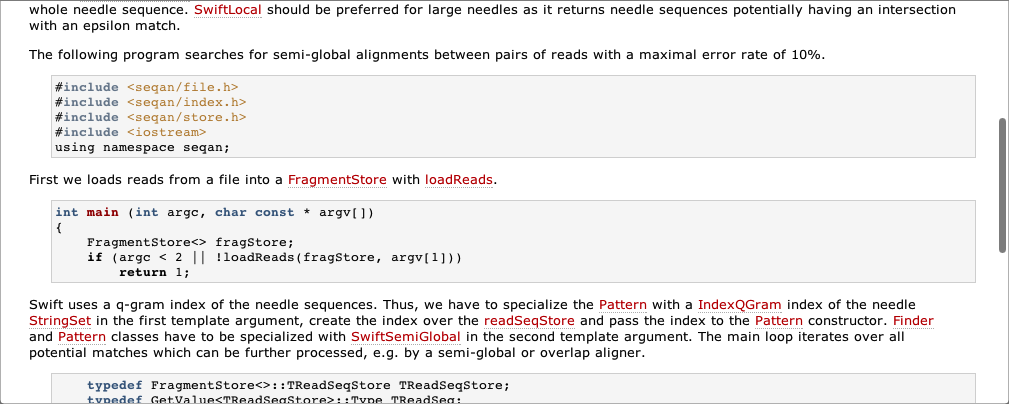 whole needle sequence. SwiftLocal should be preferred for large needles as it returns needle sequences potentially having an intersection
with an epsilon match.
The following program searches for semi-global alignments between pairs of reads with a maximal error rate of 10%.
#include <seqan/file.h>
#include <seqan/index.h>
#include <seqan/store.h>
#include <iostream>
using namespace seqan;
First we loads reads from a file into a FragmentStore with loadReads.
int main (int argc, char const * argv[])
{
    FragmentStore<> fragStore;
    if (argc < 2 || !loadReads(fragStore, argv[1]))
        return 1;
Swift uses a q-gram index of the needle sequences. Thus, we have to specialize the Pattern with a IndexQGram index of the needle
StringSet in the first template argument, create the index over the readSeqStore and pass the index to the Pattern constructor. Finder
and Pattern classes have to be specialized with SwiftSemiGlobal in the second template argument. The main loop iterates over all
potential matches which can be further processed, e.g. by a semi-global or overlap aligner.
    typedef FragmentStore<>::TReadSeqStore TReadSeqStore;
    typedef GetValue<TReadSeqStore>::Type TReadSeq;